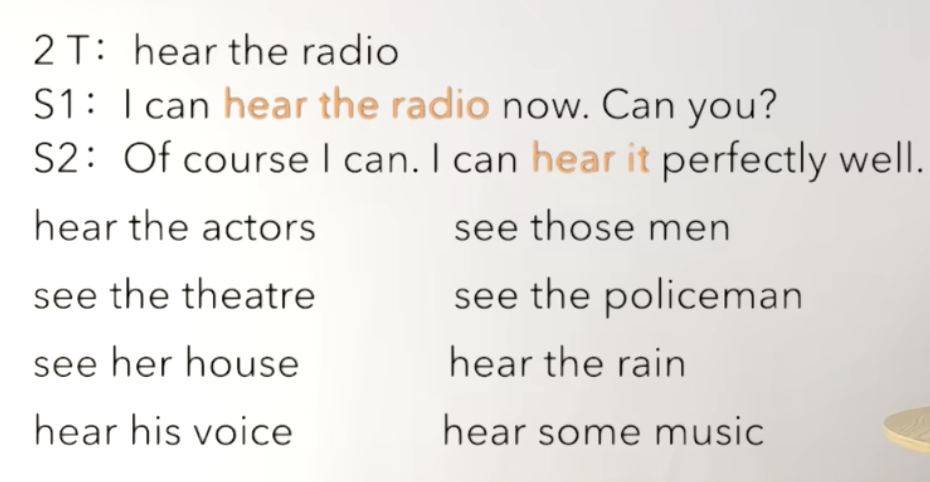 2 T: hear the radio
S1: I can hear the radio now. Can you?
S2: Of course I can. I can hear it perfectly well.
hear the actors see those men
see the theatre see the policeman
see her house hear the rain
hear his voice hear some music